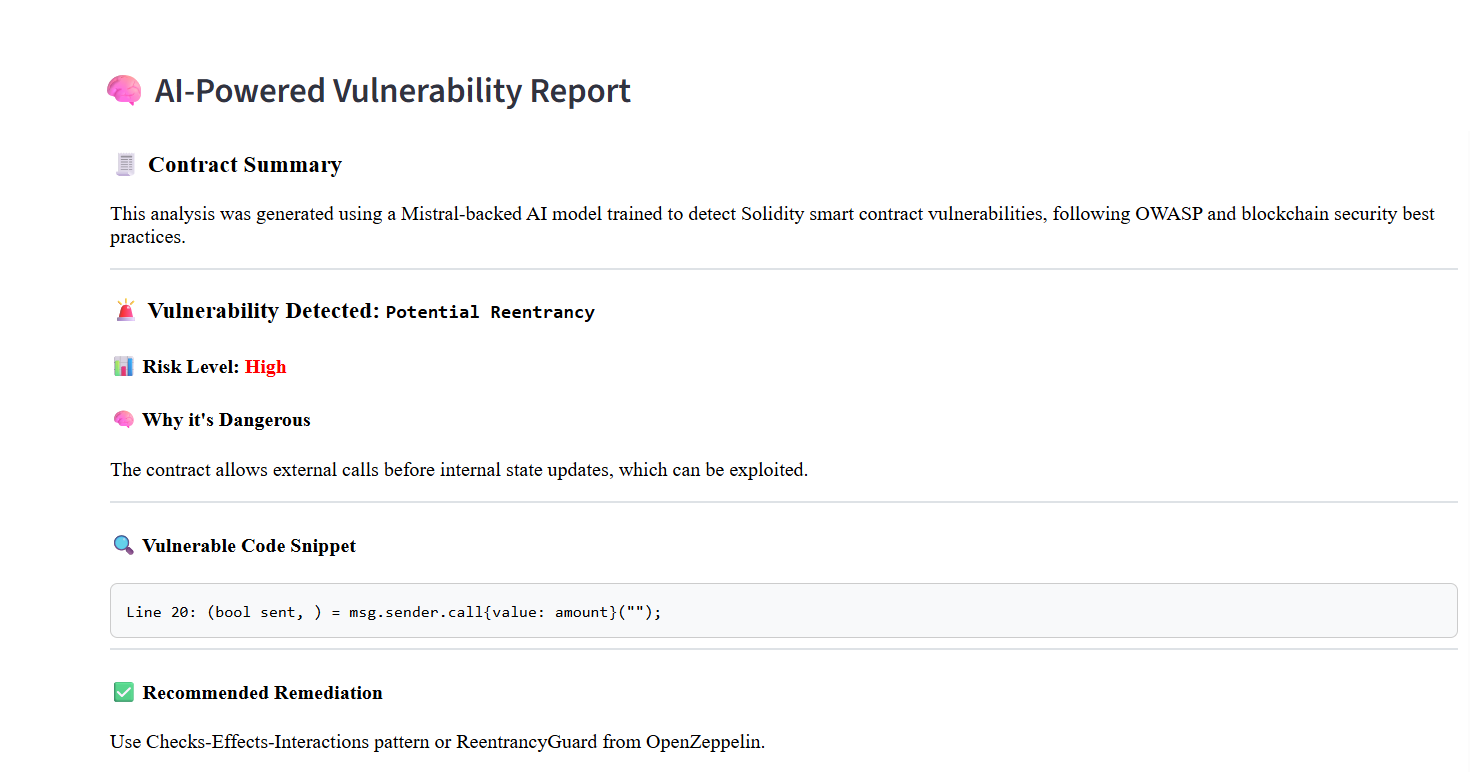 AI-Powered Vulnerability Report
Contract Summary
This analysis was generated using a Mistral-backed AI model trained to detect Solidity smart contract vulnerabilities, following OWASP and blockchain security best
practices.
Vulnerability Detected: Potential Reentrancy
Risk Level: High
Why it's Dangerous
The contract allows external calls before internal state updates, which can be exploited.
Vulnerable Code Snippet
Line 20: (bool sent, ) = msg.sender.call{value: amount}("");
Recommended Remediation
Use Checks-Effects-Interactions pattern or ReentrancyGuard from OpenZeppelin.